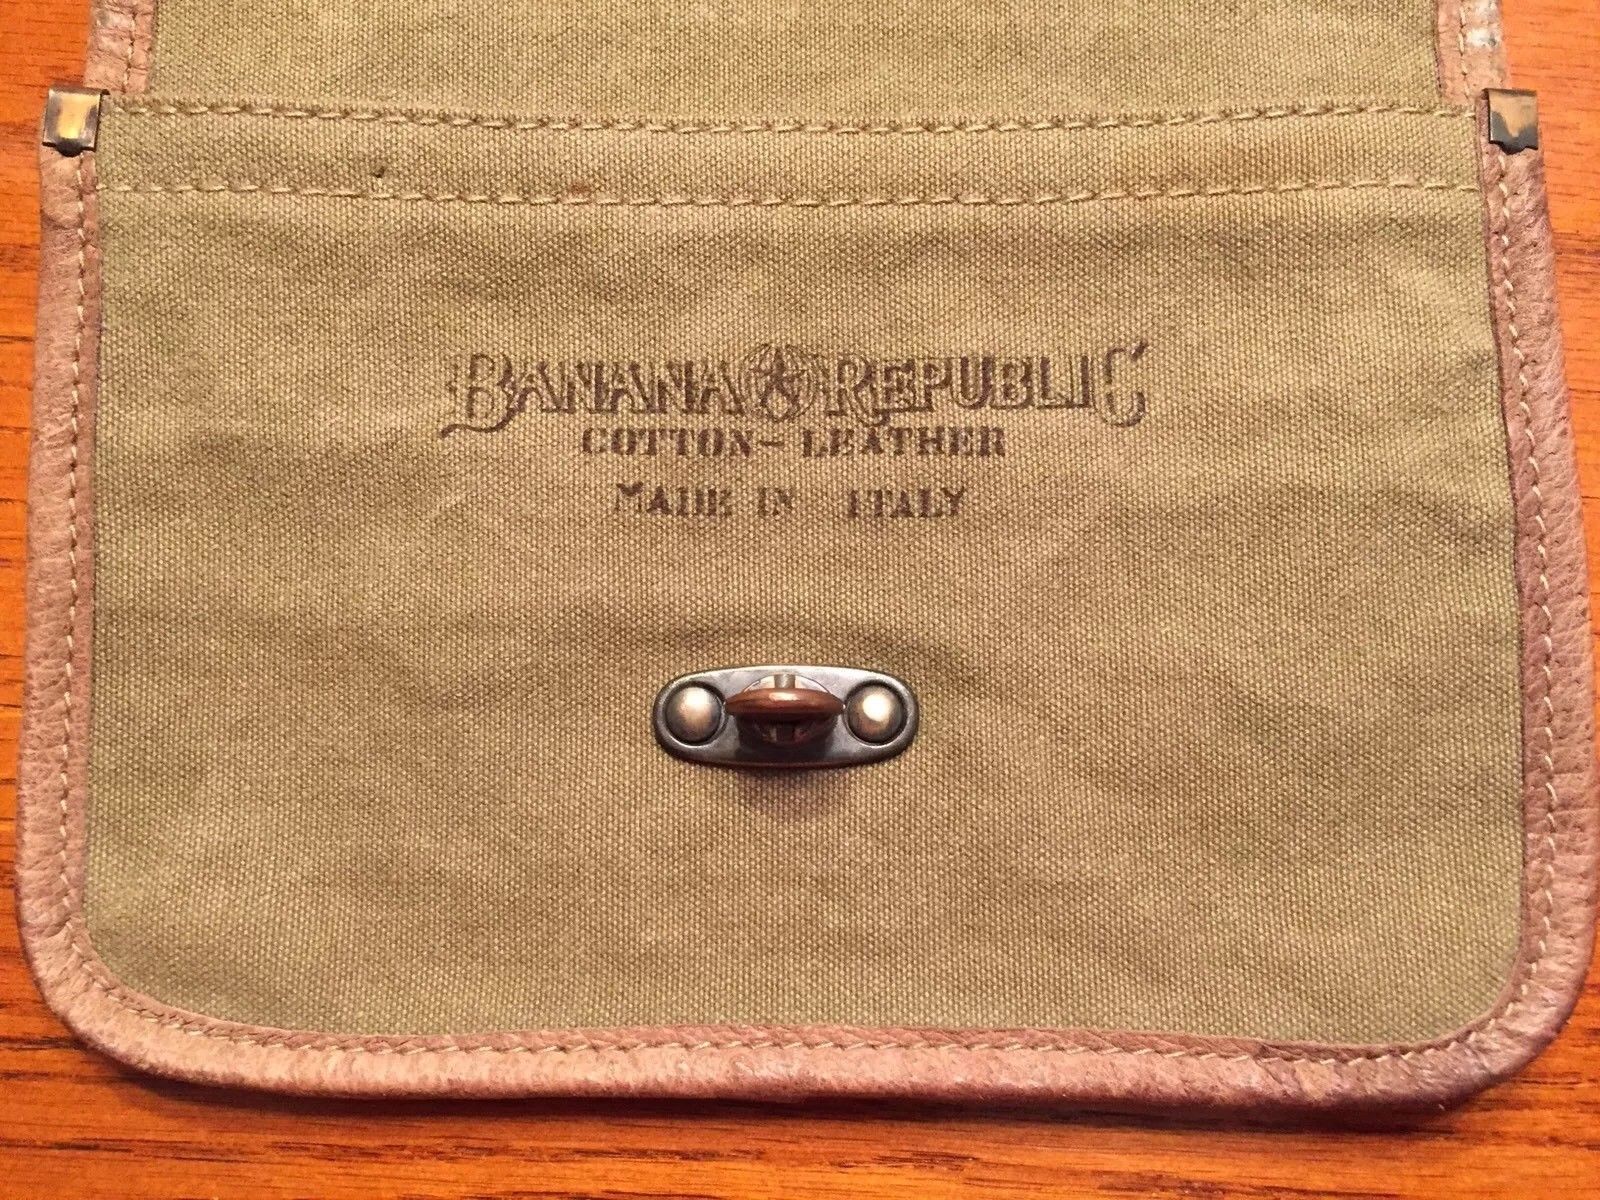 BANANA REPUBLIC
COTTON-LEATHER
MADE IN ITALY